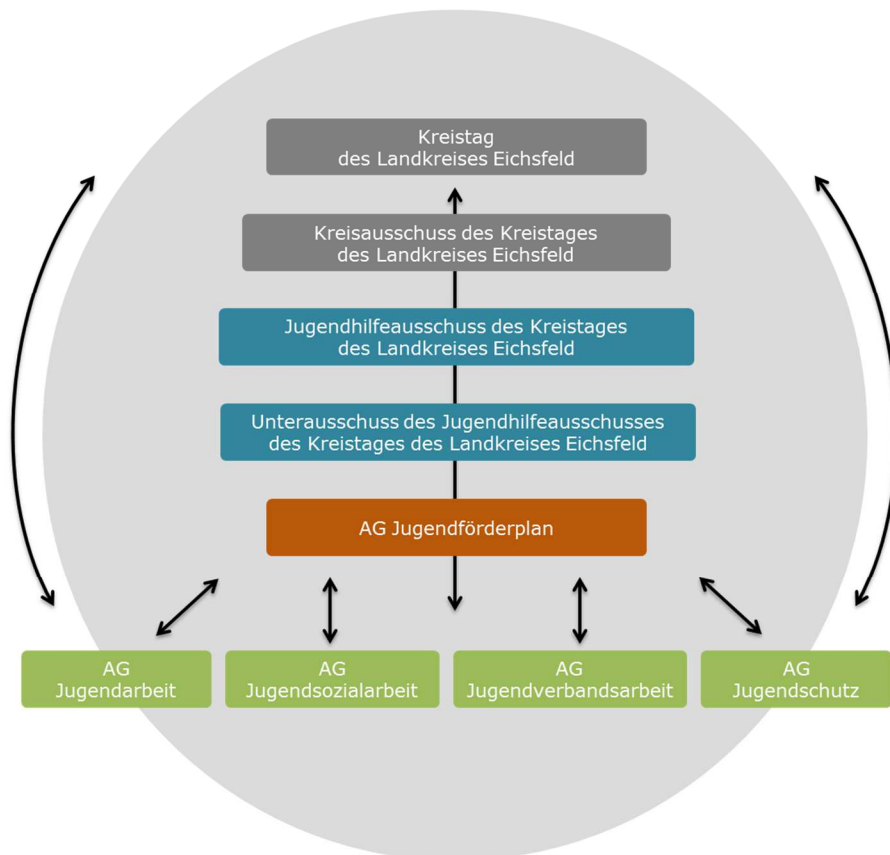 Kreistag
des Landkreises Eichsfeld
Kreisausschuss des Kreistages
des Landkreises Eichsfeld
Jugendhilfeausschuss des Kreistages
des Landkreises Eichsfeld
Unterausschuss des Jugendhilfeausschusses
des Kreistages des Landkreises Eichsfeld
AG Jugendförderplan
AG
Jugendarbeit
AG
Jugendsozialarbeit
AG
Jugendverbandsarbeit
AG
Jugendschutz